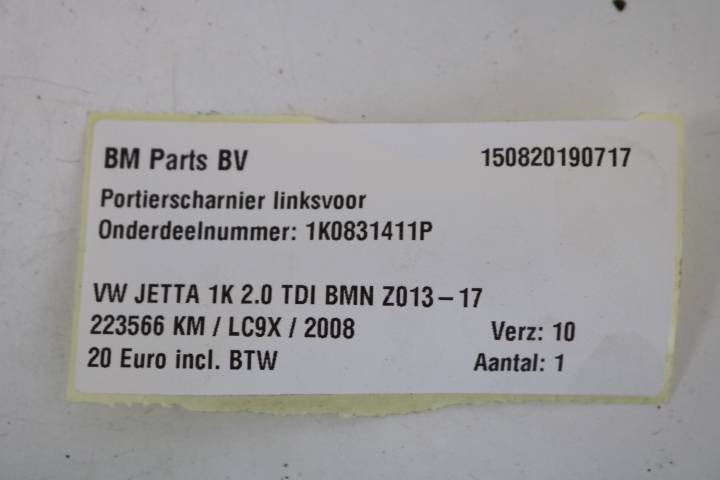 BM Parts BV 150820190717
Portierscharnier linksvoor
Onderdeelnummer: 1K0831411P
VW JETTA 1K 2.0 TDI BMN Z013-17
223566 KM / LC9X / 2008 Verz: 10
20 Euro incl. BTW Aantal: 1